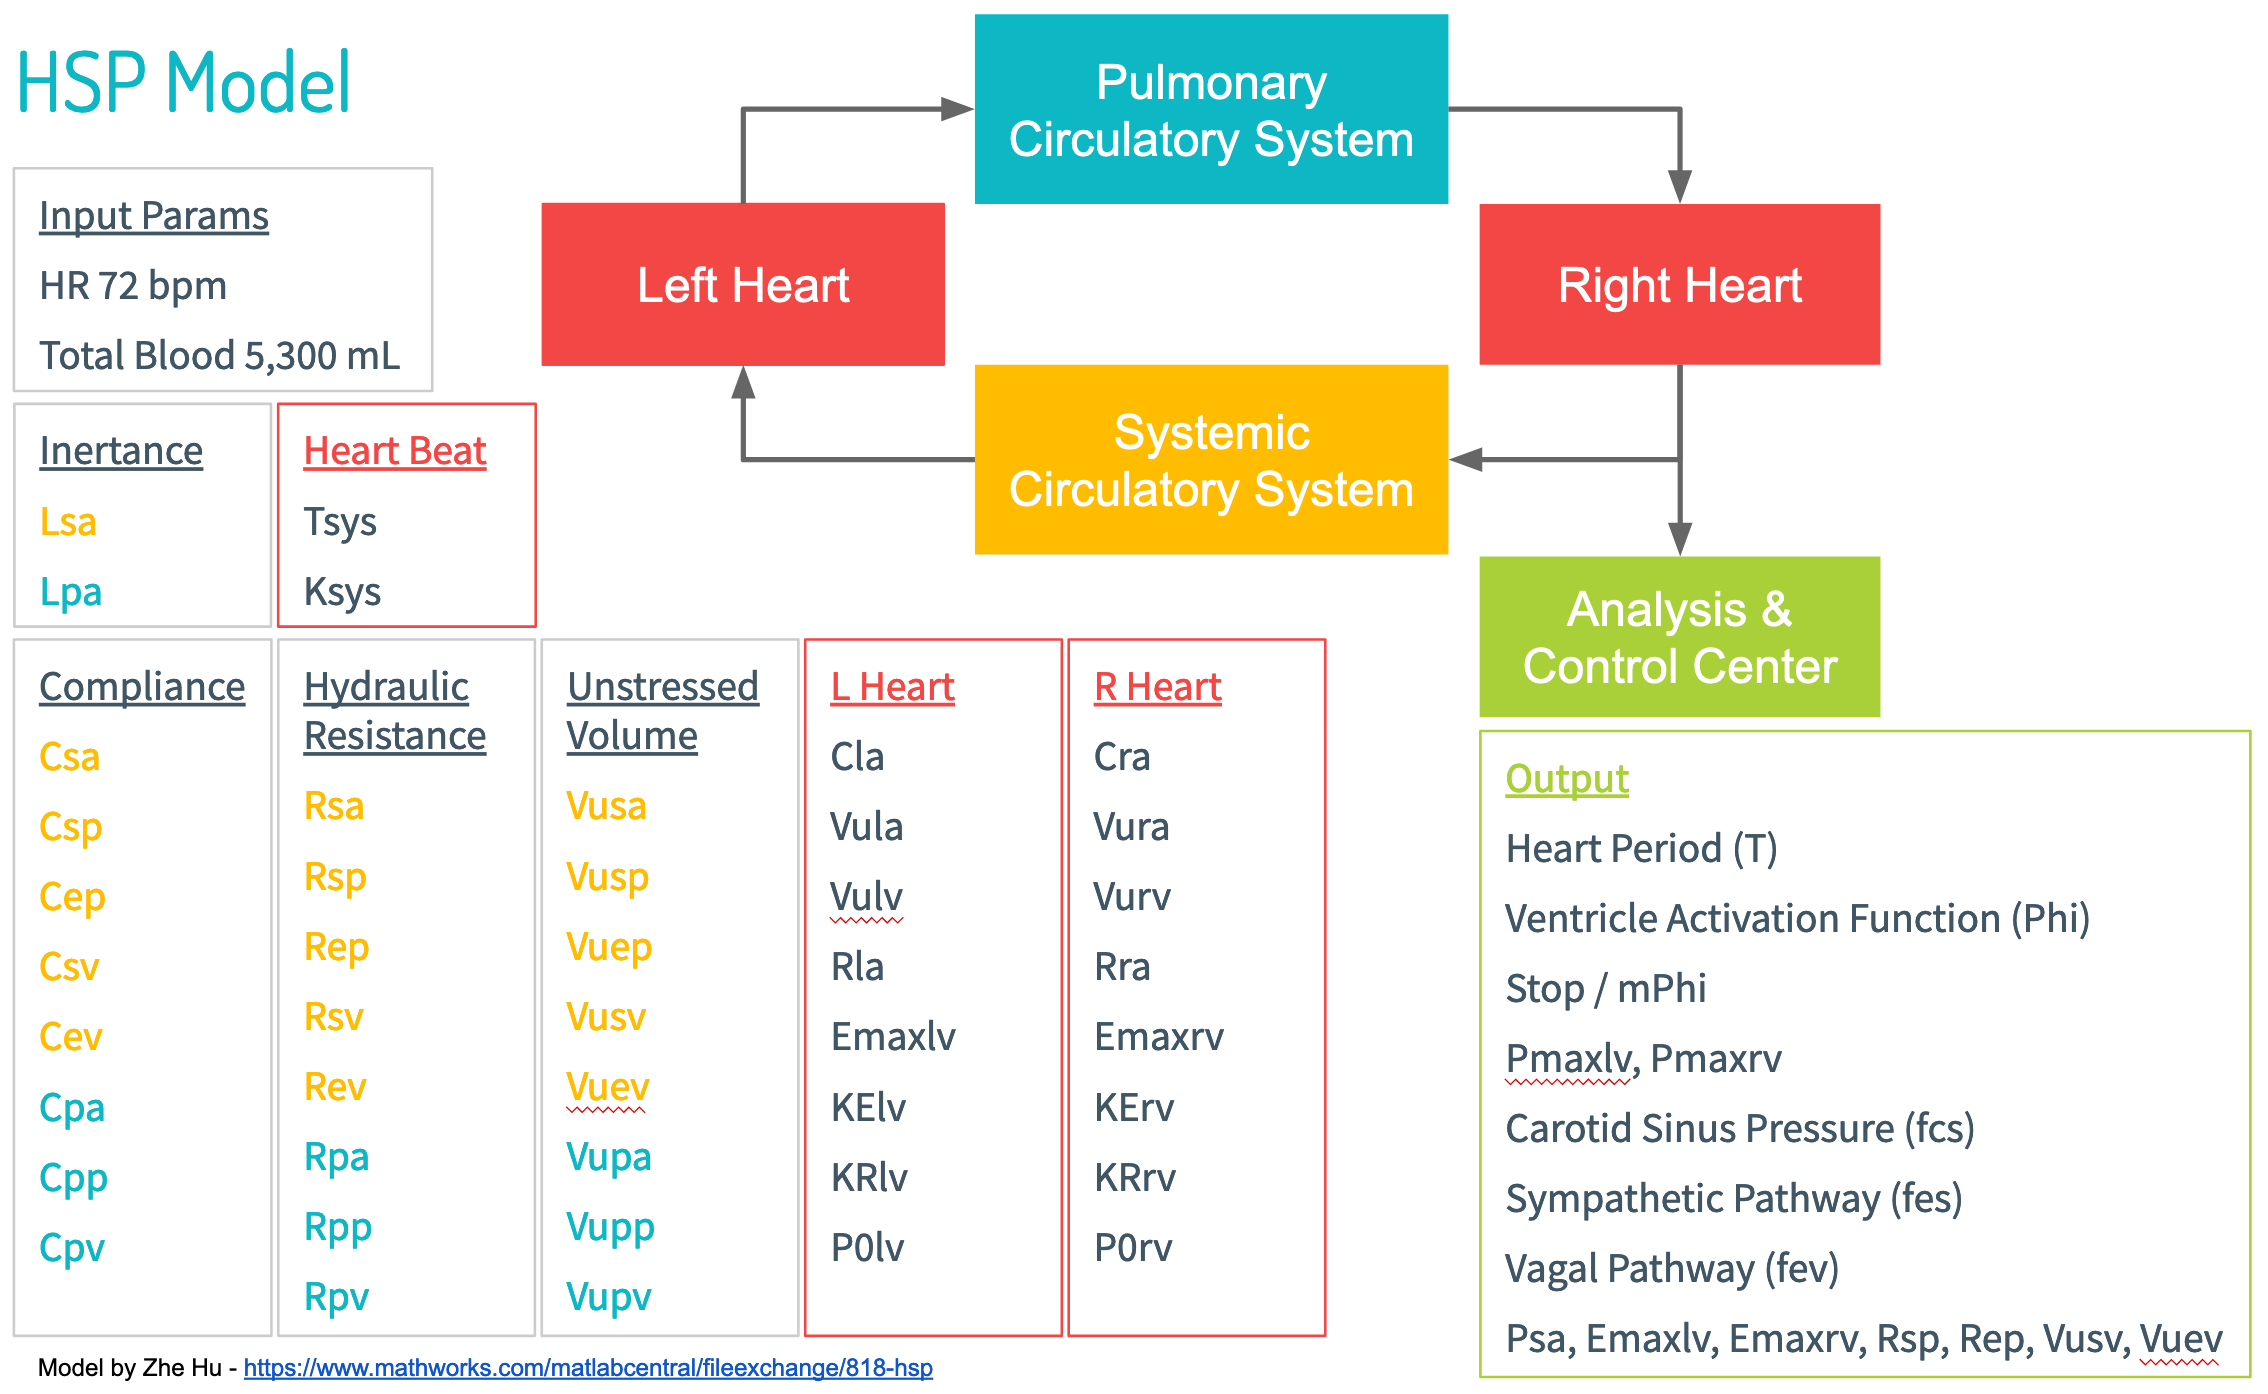 HSP Model
Pulmonary
Circulatory System
Input Params
HR 72 bpm
Total Blood 5,300 mL
Left Heart
Right Heart
Systemic
Circulatory System
Analysis &
Control Center
Inertance
Lsa
Lpa
Heart Beat
Tsys
Ksys
Compliance
Csa
Csp
Cep
Csv
Cev
Cpa
Cpp
Cpv
Hydraulic
Resistance
Rsa
Rsp
Rep
Rsv
Rev
Rpa
Rpp
Rpv
Unstressed
Volume
Vusa
Vusp
Vuep
Vusv
Vuev
Vupa
Vupp
Vupv
L Heart
Cla
Vula
Vulv
Rla
Emaxlv
KElv
KRlv
P0lv
R Heart
Cra
Vura
Vurv
Rra
Emaxrv
KErv
KRrv
P0rv
Output
Heart Period (T)
Ventricle Activation Function (Phi)
Stop / mPhi
Pmaxlv, Pmaxrv
Carotid Sinus Pressure (fcs)
Sympathetic Pathway (fes)
Vagal Pathway (fev)
Psa, Emaxlv, Emaxrv, Rsp, Rep, Vusv, Vuev
Model by Zhe Hu - https://www.mathworks.com/matlabcentral/fileexchange/818-hsp